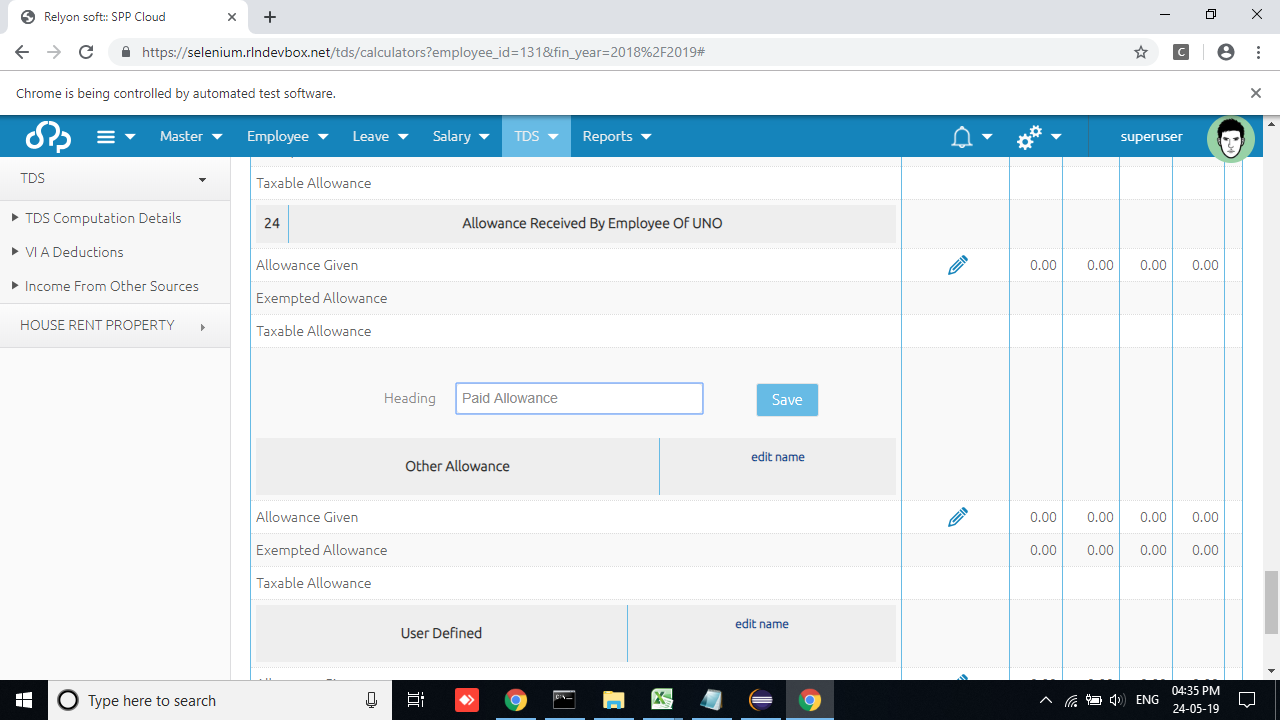 Relyon soft:: SPP Cloud
https://selenium.rlndevbox.net/tds/calculators?employee_id=131&fin_year=2018%2F2019#
C
Chrome is being controlled by automated test software.
Master Employee Leave Salary TDS Reports superuser
TDS
TDS Computation Details
VI A Deductions
Income From Other Sources
HOUSE RENT PROPERTY
Taxable Allowance
24 Allowance Received By Employee Of UNO
Allowance Given 0.00 0.00 0.00 0.00
Exempted Allowance
Taxable Allowance
Heading Paid Allowance Save
Other Allowance edit name
Allowance Given 0.00 0.00 0.00 0.00
Exempted Allowance 0.00 0.00 0.00 0.00
Taxable Allowance
User Defined edit name
Type here to search
ENG
04:35 PM
24-05-19